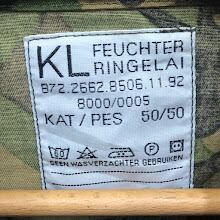 KL FEUCHTER
RINGELAI
872.2662.8506.11.92
8000/0005
KAT / PES 50/50
GEEN WASVERZACHTER GEBRUIKEN